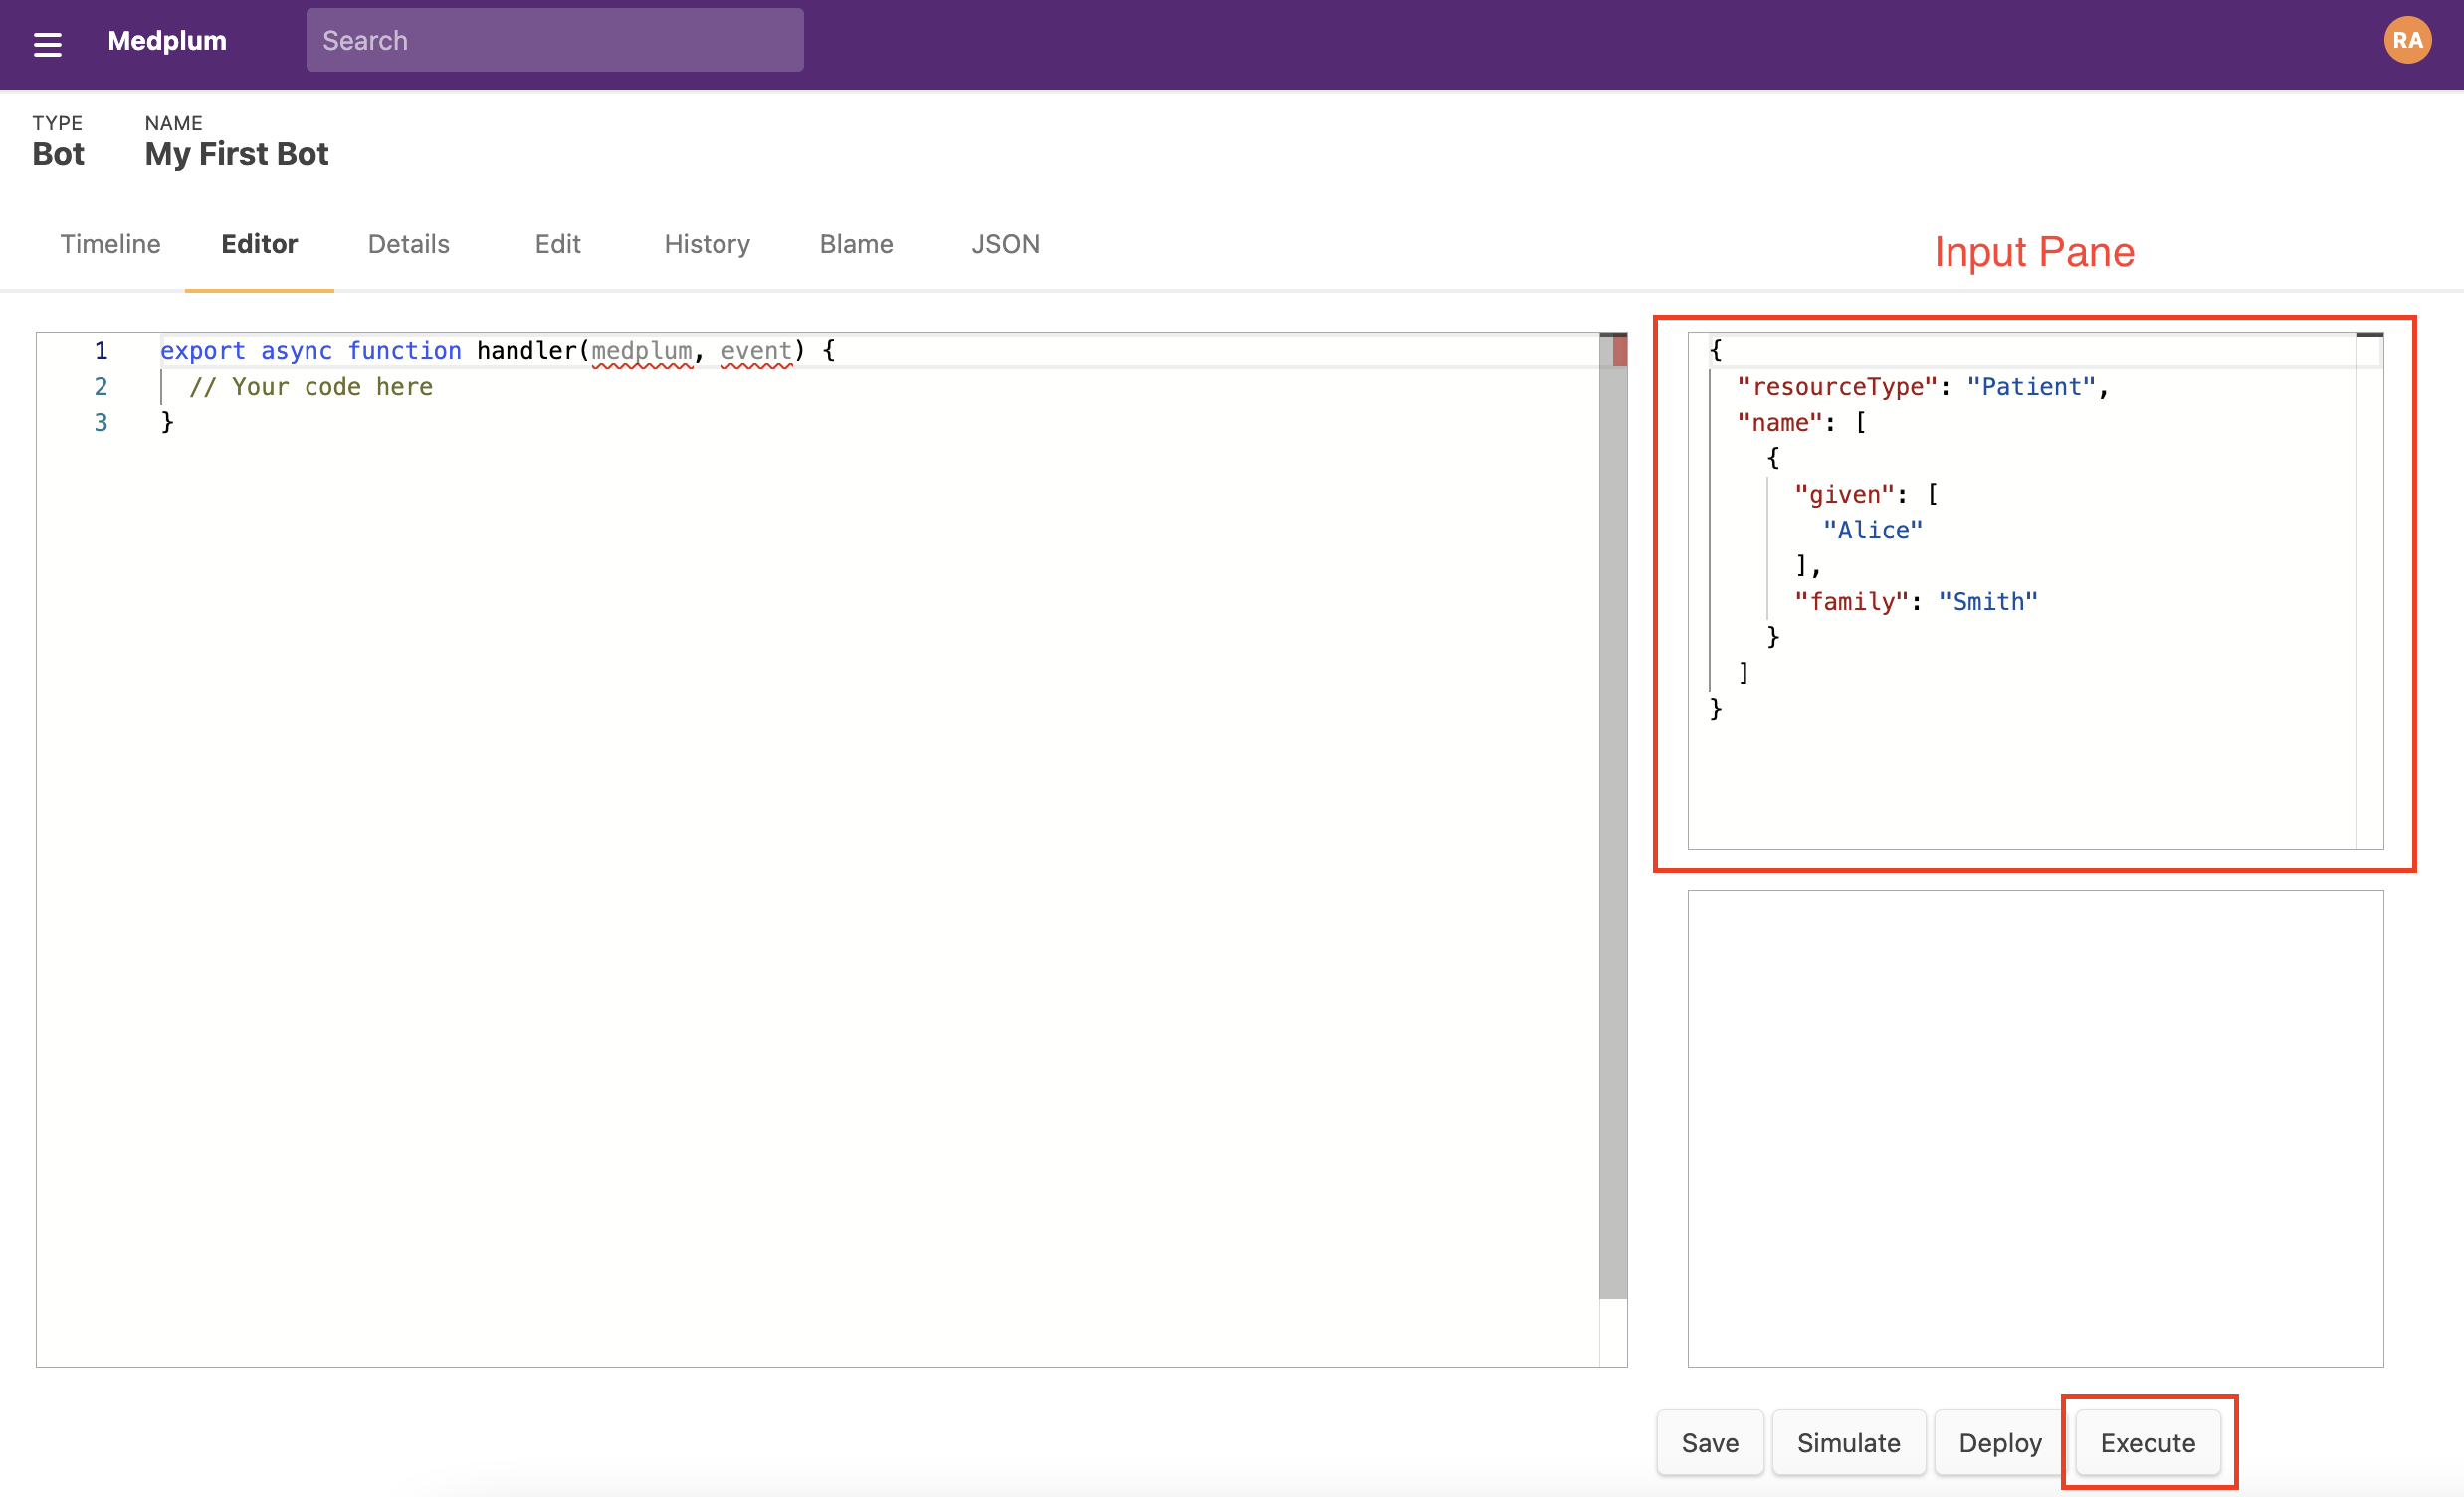 Medplum
Search
RA
TYPE
NAME
Bot
My First Bot
Timeline
Editor
Details
Edit
History
Blame
JSON
Input Pane
1 export async function handler(medplum, event) {
2   // Your code here
3 }
{
  "resourceType": "Patient",
  "name": [
    {
      "given": [
        "Alice"
      ],
      "family": "Smith"
    }
  ]
}
Save
Simulate
Deploy
Execute